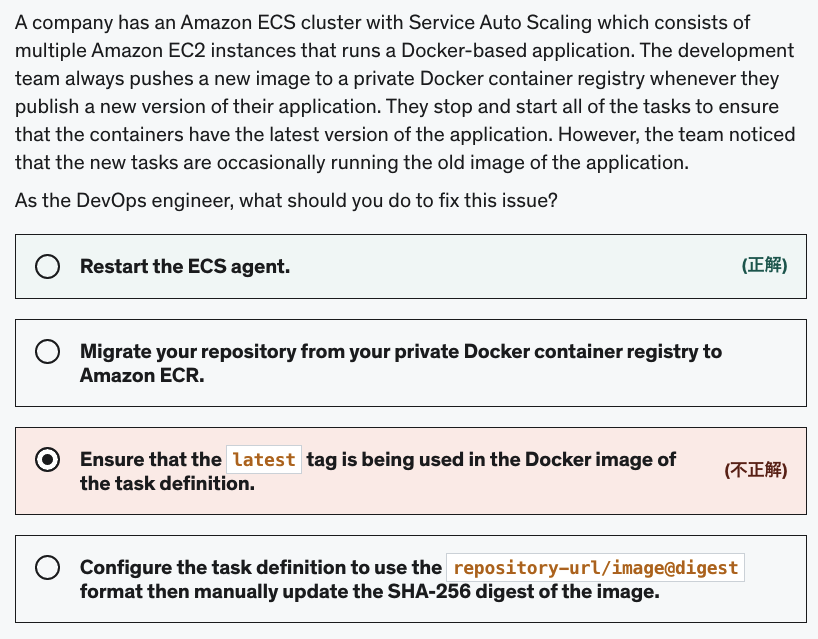 A company has an Amazon ECS cluster with Service Auto Scaling which consists of
multiple Amazon EC2 instances that runs a Docker-based application. The development
team always pushes a new image to a private Docker container registry whenever they
publish a new version of their application. They stop and start all of the tasks to ensure
that the containers have the latest version of the application. However, the team noticed
that the new tasks are occasionally running the old image of the application.
As the DevOps engineer, what should you do to fix this issue?
Restart the ECS agent. (正解)
Migrate your repository from your private Docker container registry to
Amazon ECR.
Ensure that the latest tag is being used in the Docker image of
the task definition. (不正解)
Configure the task definition to use the repository-url/image@digest
format then manually update the SHA-256 digest of the image.